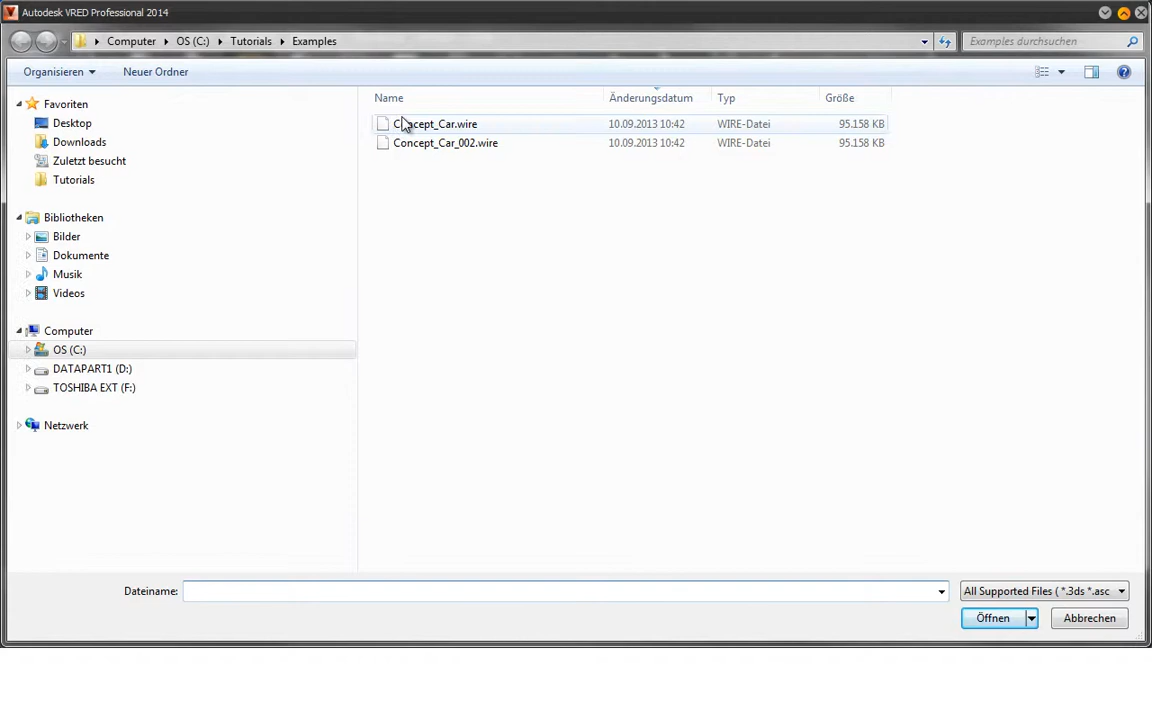 Autodesk VRED Professional 2014
Computer OS (C:) Tutorials Examples
Examples durchsuchen
Organisieren Neuer Ordner
Favoriten
Desktop
Downloads
Zuletzt besucht
Tutorials
Bibliotheken
Bilder
Dokumente
Musik
Videos
Computer
OS (C:)
DATAPART1 (D:)
TOSHIBA EXT (F:)
Netzwerk
Name Änderungsdatum Typ Größe
Concept_Car.wire 10.09.2013 10:42 WIRE-Datei 95.158 KB
Concept_Car_002.wire 10.09.2013 10:42 WIRE-Datei 95.158 KB
Dateiname:
All Supported Files ( *.3ds *.asc
Öffnen Abbrechen